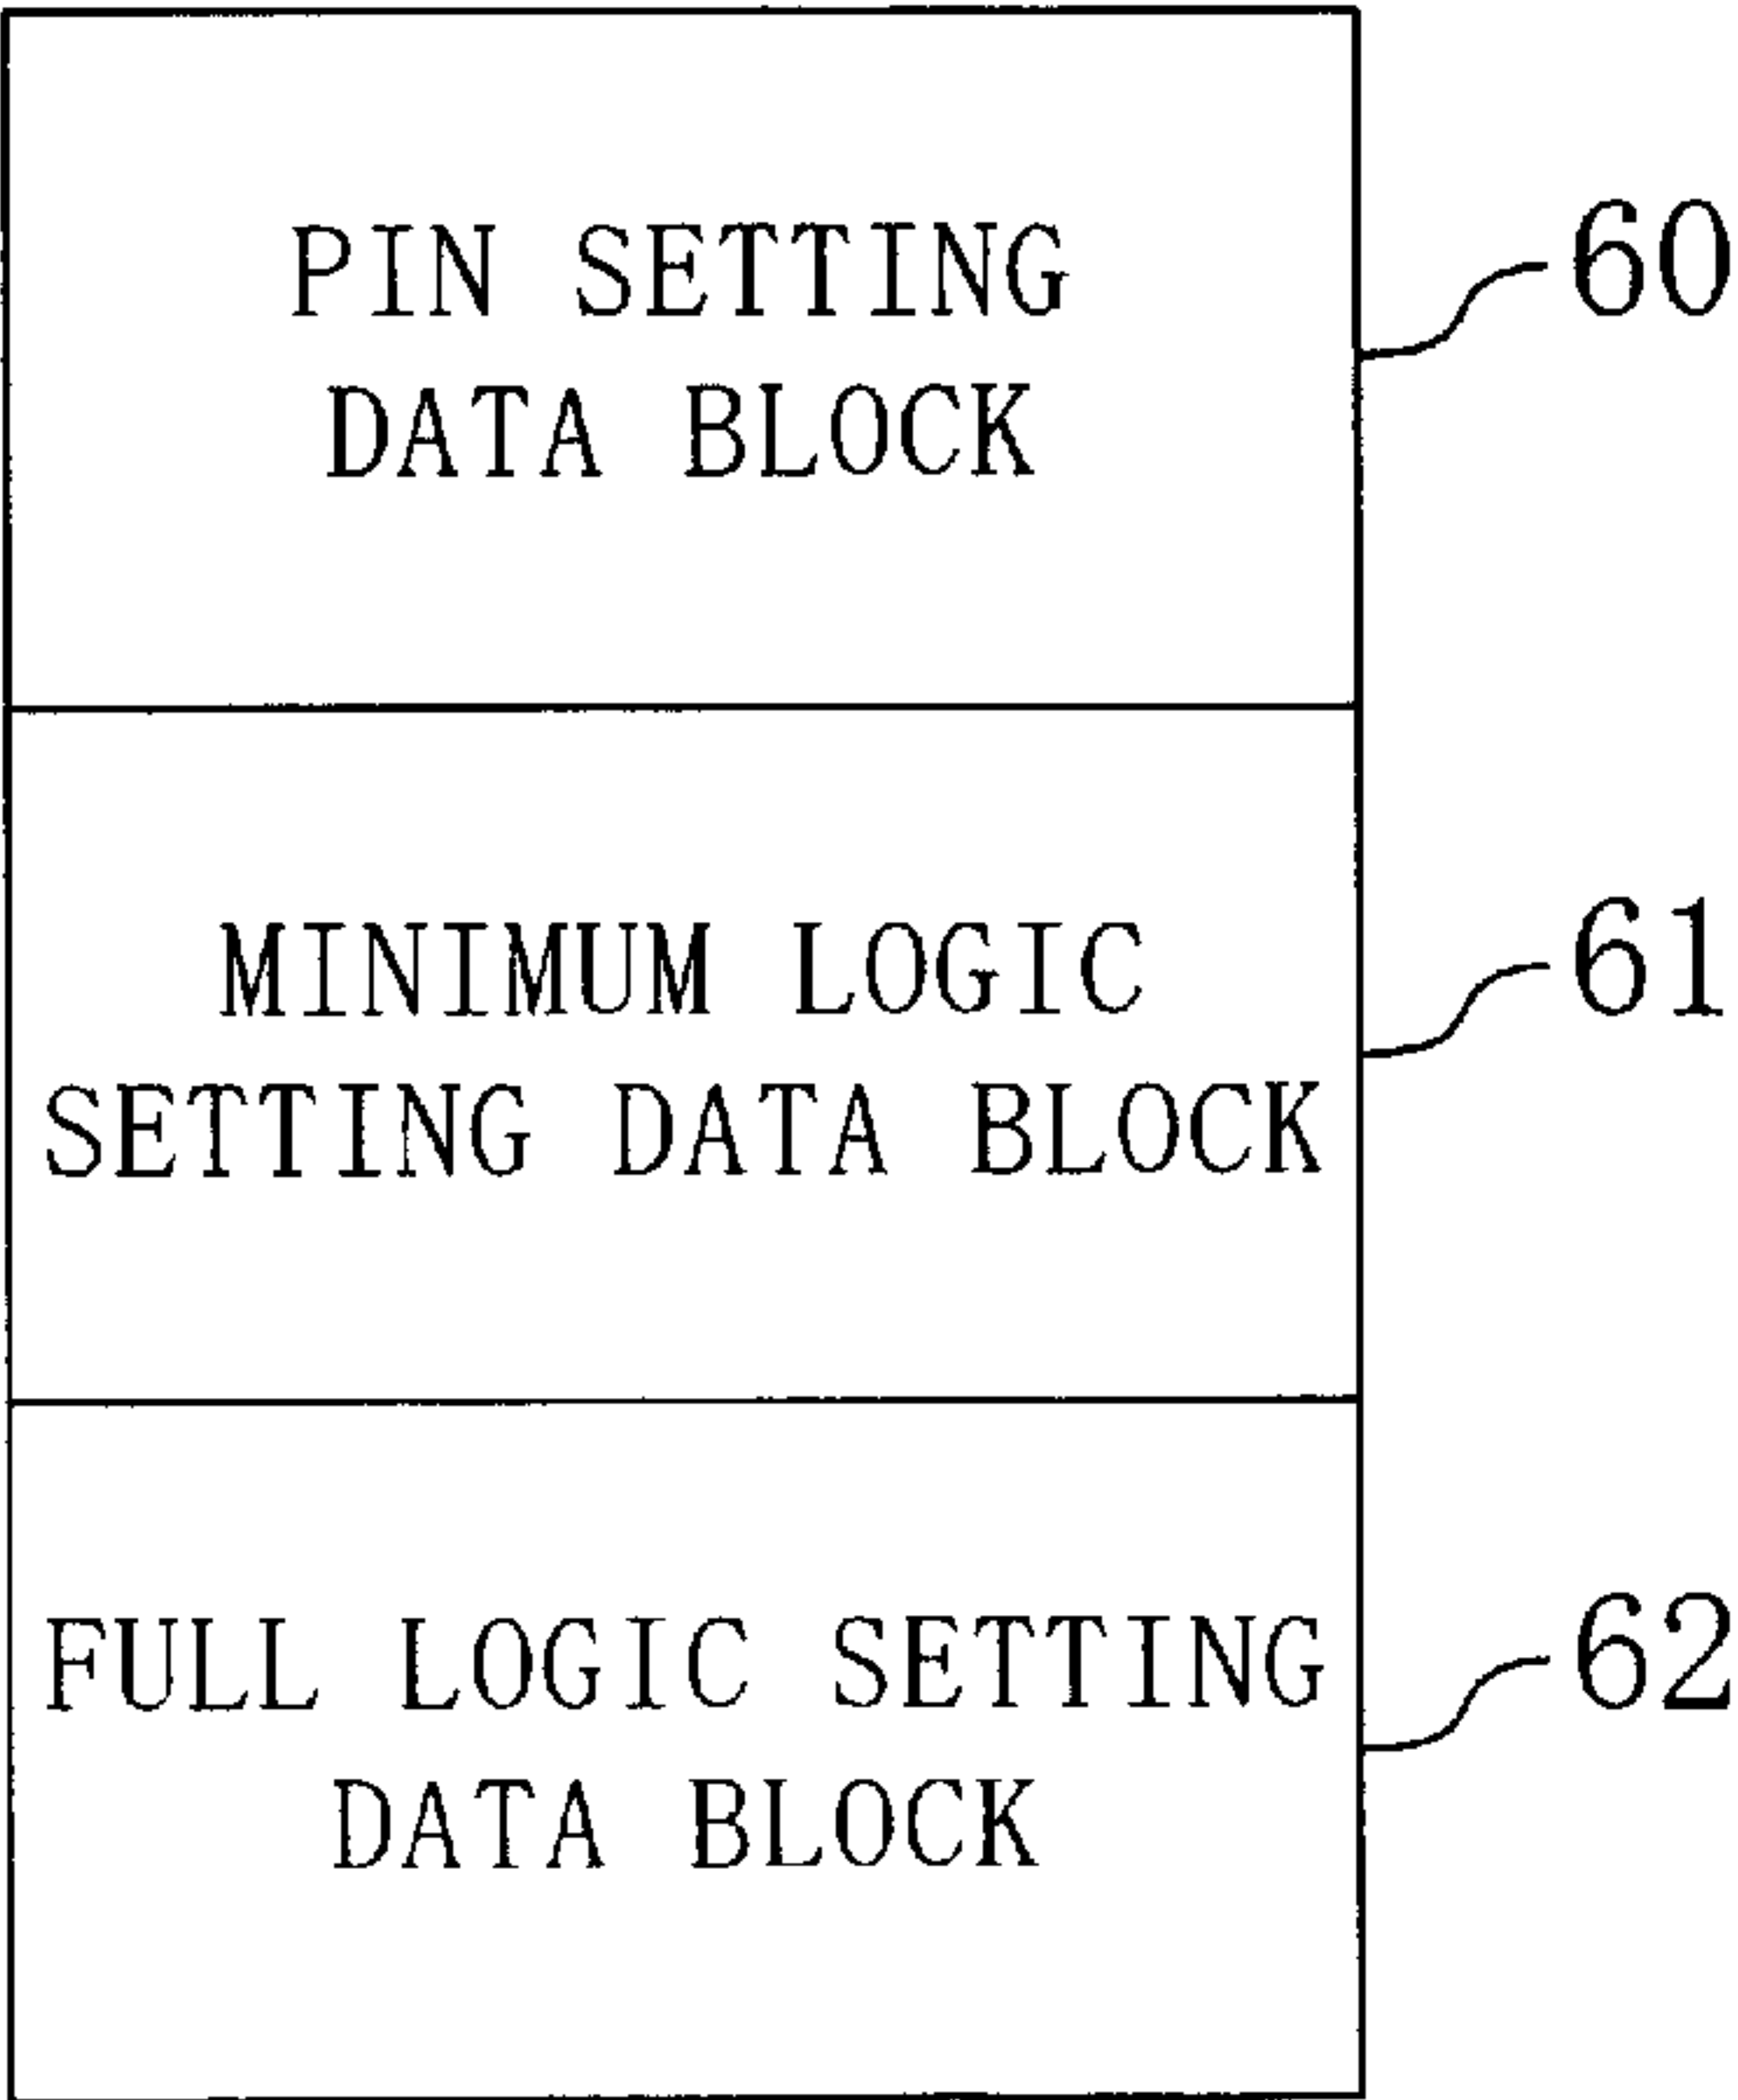 PIN SETTING
DATA BLOCK
60
MINIMUM LOGIC
SETTING DATA BLOCK
61
FULL LOGIC SETTING
DATA BLOCK
62